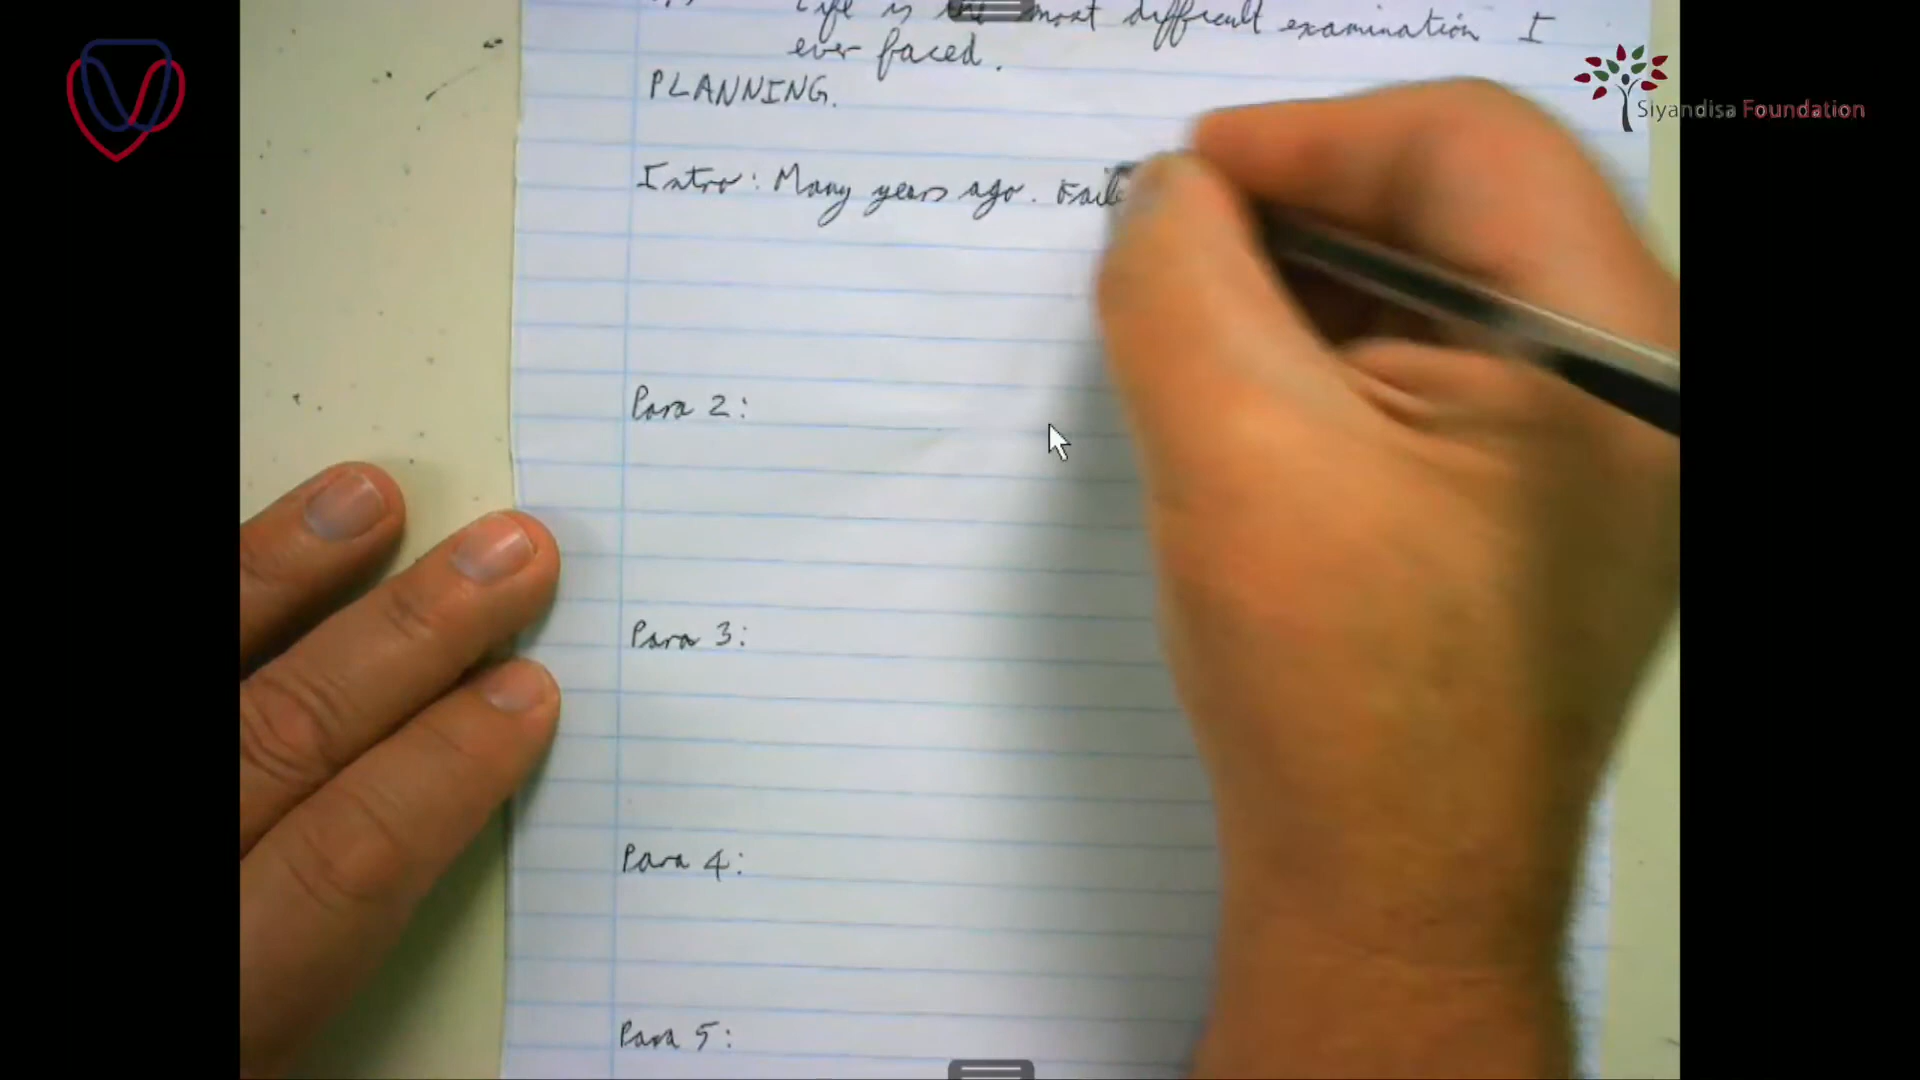 Life is the most difficult examination I
ever faced.
PLANNING.
Siyandisa Foundation
Intro: Many years ago. Faile
Para 2:
Para 3:
Para 4:
Para 5: